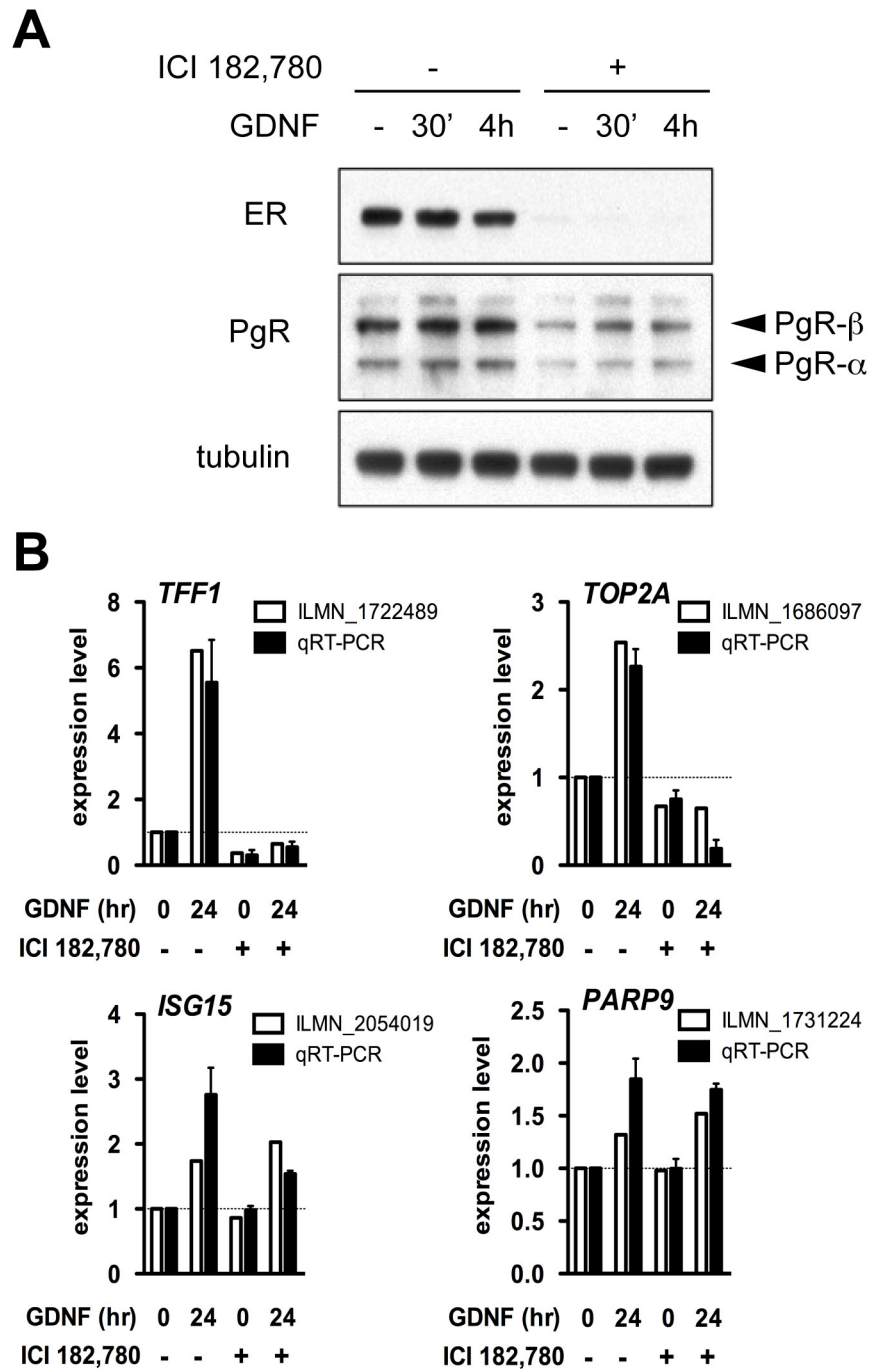 A
ICI 182,780 - +
GDNF - 30’ 4h - 30’ 4h
ER
PgR
PgR-β
PgR-α
tubulin
B
TFF1
ILMN_1722489
qRT-PCR
expression level
8
6
4
2
0
GDNF (hr) 0 24 0 24
ICI 182,780 - - + +
TOP2A
ILMN_1686097
qRT-PCR
expression level
3
2
1
0
GDNF (hr) 0 24 0 24
ICI 182,780 - - + +
ISG15
ILMN_2054019
qRT-PCR
expression level
4
3
2
1
0
GDNF (hr) 0 24 0 24
ICI 182,780 - - + +
PARP9
ILMN_1731224
qRT-PCR
expression level
2.5
2.0
1.5
1.0
0.5
0.0
GDNF (hr) 0 24 0 24
ICI 182,780 - - + +